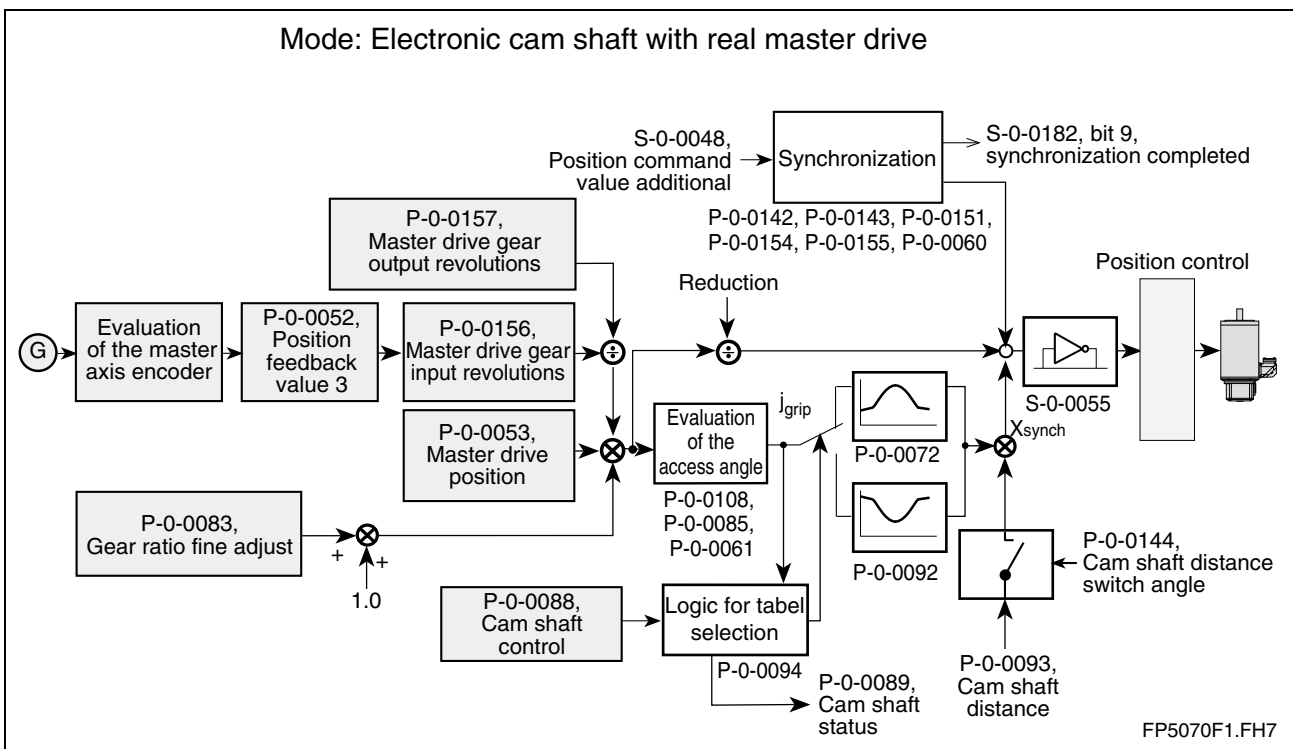 Mode: Electronic cam shaft with real master drive
S-0-0048,
Position command
value additional
Synchronization
S-0-0182, bit 9,
synchronization completed
P-0-0142, P-0-0143, P-0-0151,
P-0-0154, P-0-0155, P-0-0060
P-0-0157,
Master drive gear
output revolutions
Reduction
Position control
G
Evaluation
of the master
axis encoder
P-0-0052,
Position
feedback
value 3
P-0-0156,
Master drive gear
input revolutions
÷
÷
S-0-0055
P-0-0053,
Master drive
position
Evaluation
of the
access angle
P-0-0108,
P-0-0085,
P-0-0061
jgrip
P-0-0072
P-0-0092
Xsynch
P-0-0083,
Gear ratio fine adjust
+
+
1.0
P-0-0144,
Cam shaft distance
switch angle
P-0-0088,
Cam shaft
control
Logic for tabel
selection
P-0-0094
P-0-0089,
Cam shaft
status
P-0-0093,
Cam shaft
distance
FP5070F1.FH7